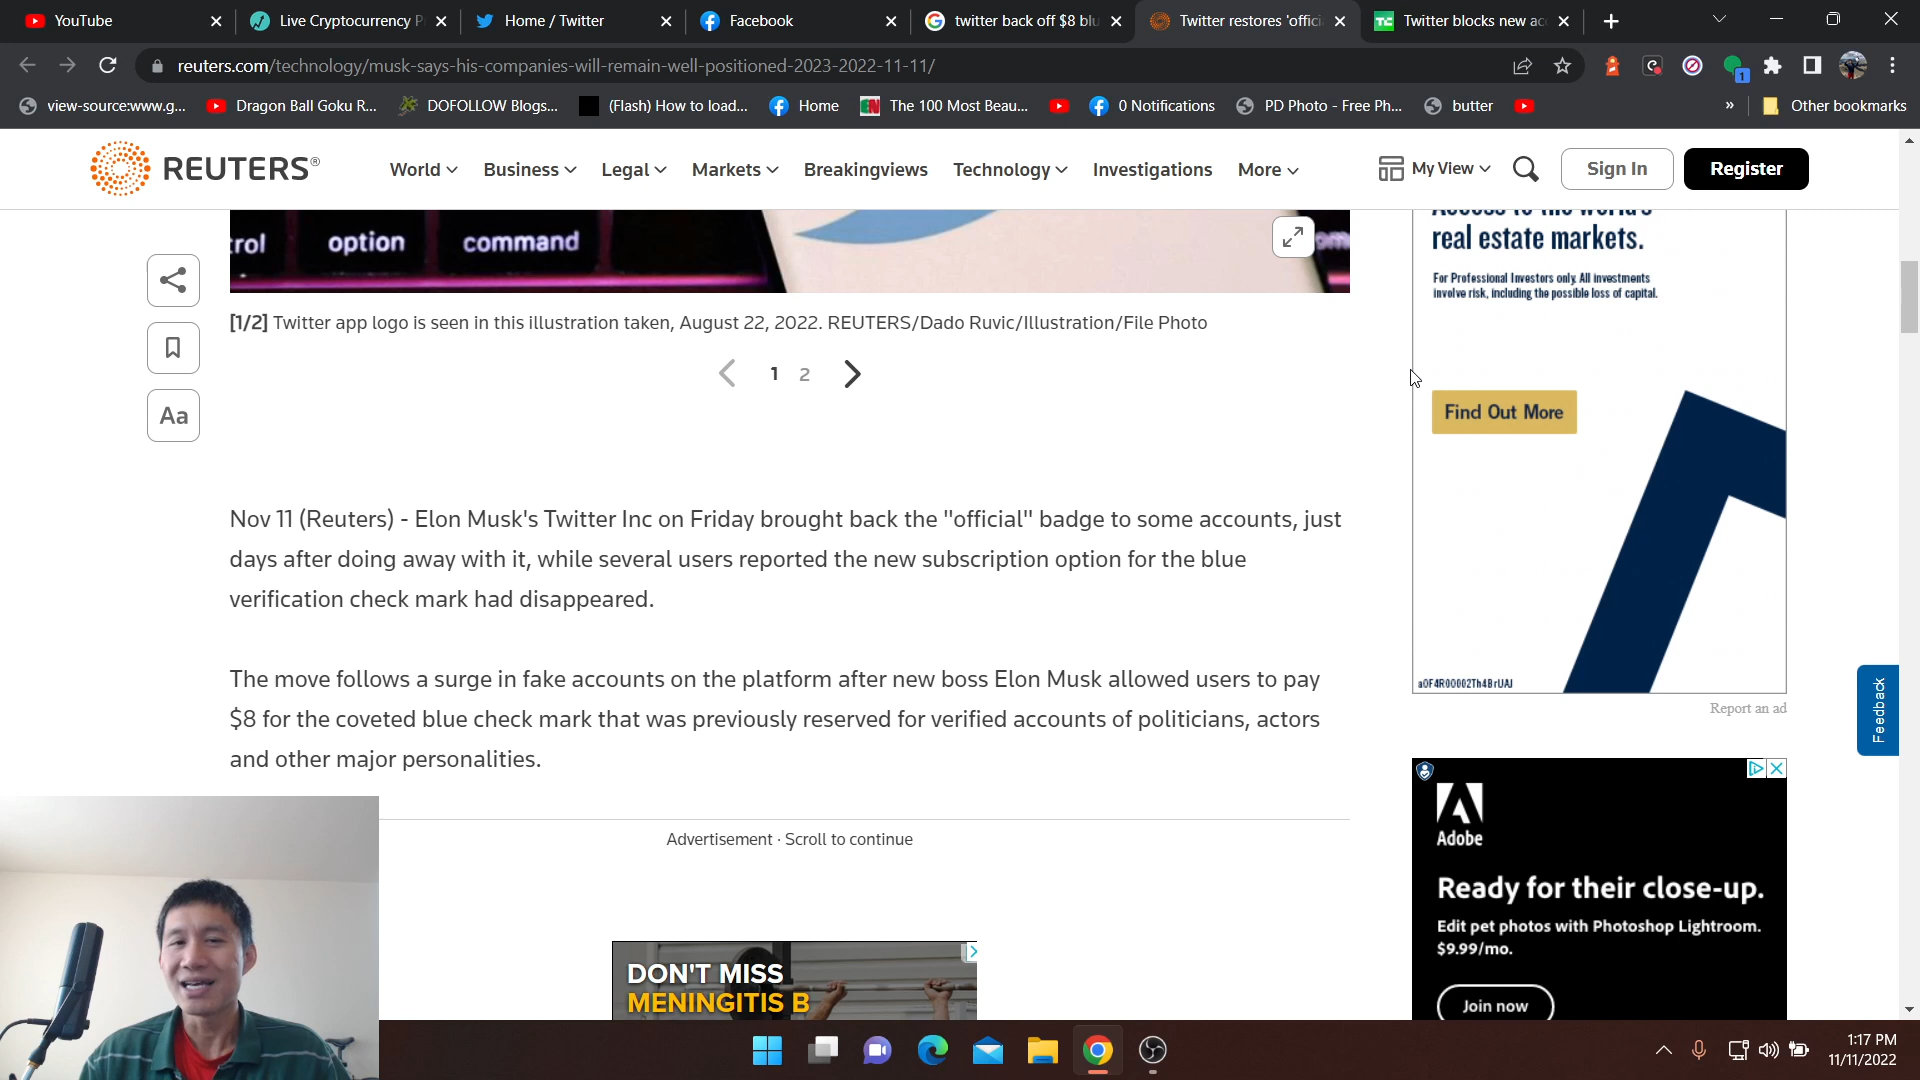 YouTube
Live Cryptocurrency P
Home / Twitter
Facebook
twitter back off $8 blu
Twitter restores 'offici
Twitter blocks new ac
reuters.com/technology/musk-says-his-companies-will-remain-well-positioned-2023-2022-11-11/
1
view-source:www.g...
Dragon Ball Goku R...
DOFOLLOW Blogs...
(Flash) How to load...
Home
The 100 Most Beau...
0 Notifications
PD Photo - Free Ph...
butter
»
Other bookmarks
REUTERS®
World
Business
Legal
Markets
Breakingviews
Technology
Investigations
More
My View
Sign In
Register
trol
option
command
Access to the world's
real estate markets.
For Professional Investors only. All investments
involve risk, including the possible loss of capital.
Find Out More
a0F4R00002Th4BrUAJ
Report an ad
Aa
[1/2] Twitter app logo is seen in this illustration taken, August 22, 2022. REUTERS/Dado Ruvic/Illustration/File Photo
1 2
Nov 11 (Reuters) - Elon Musk's Twitter Inc on Friday brought back the "official" badge to some accounts, just
days after doing away with it, while several users reported the new subscription option for the blue
verification check mark had disappeared.
The move follows a surge in fake accounts on the platform after new boss Elon Musk allowed users to pay
$8 for the coveted blue check mark that was previously reserved for verified accounts of politicians, actors
and other major personalities.
Feedback
Adobe
Ready for their close-up.
Edit pet photos with Photoshop Lightroom.
$9.99/mo.
Join now
Advertisement · Scroll to continue
DON'T MISS
MENINGITIS B
1:17 PM
11/11/2022